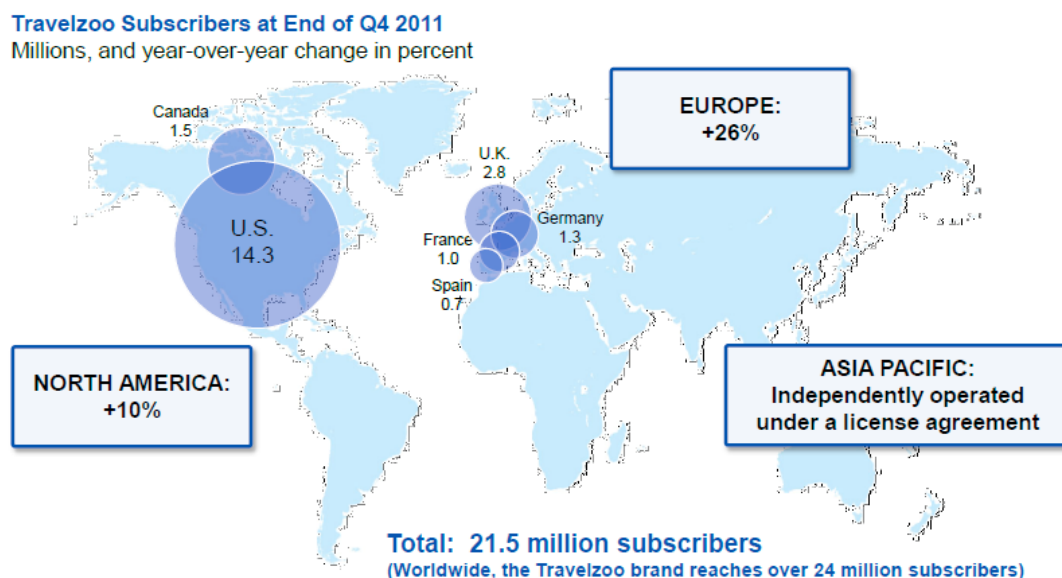 Travelzoo Subscribers at End of Q4 2011
Millions, and year-over-year change in percent
Canada
1.5
U.S.
14.3
U.K.
2.8
Germany
1.3
France
1.0
Spain
0.7
EUROPE:
+26%
NORTH AMERICA:
+10%
ASIA PACIFIC:
Independently operated
under a license agreement
Total: 21.5 million subscribers
(Worldwide, the Travelzoo brand reaches over 24 million subscribers)